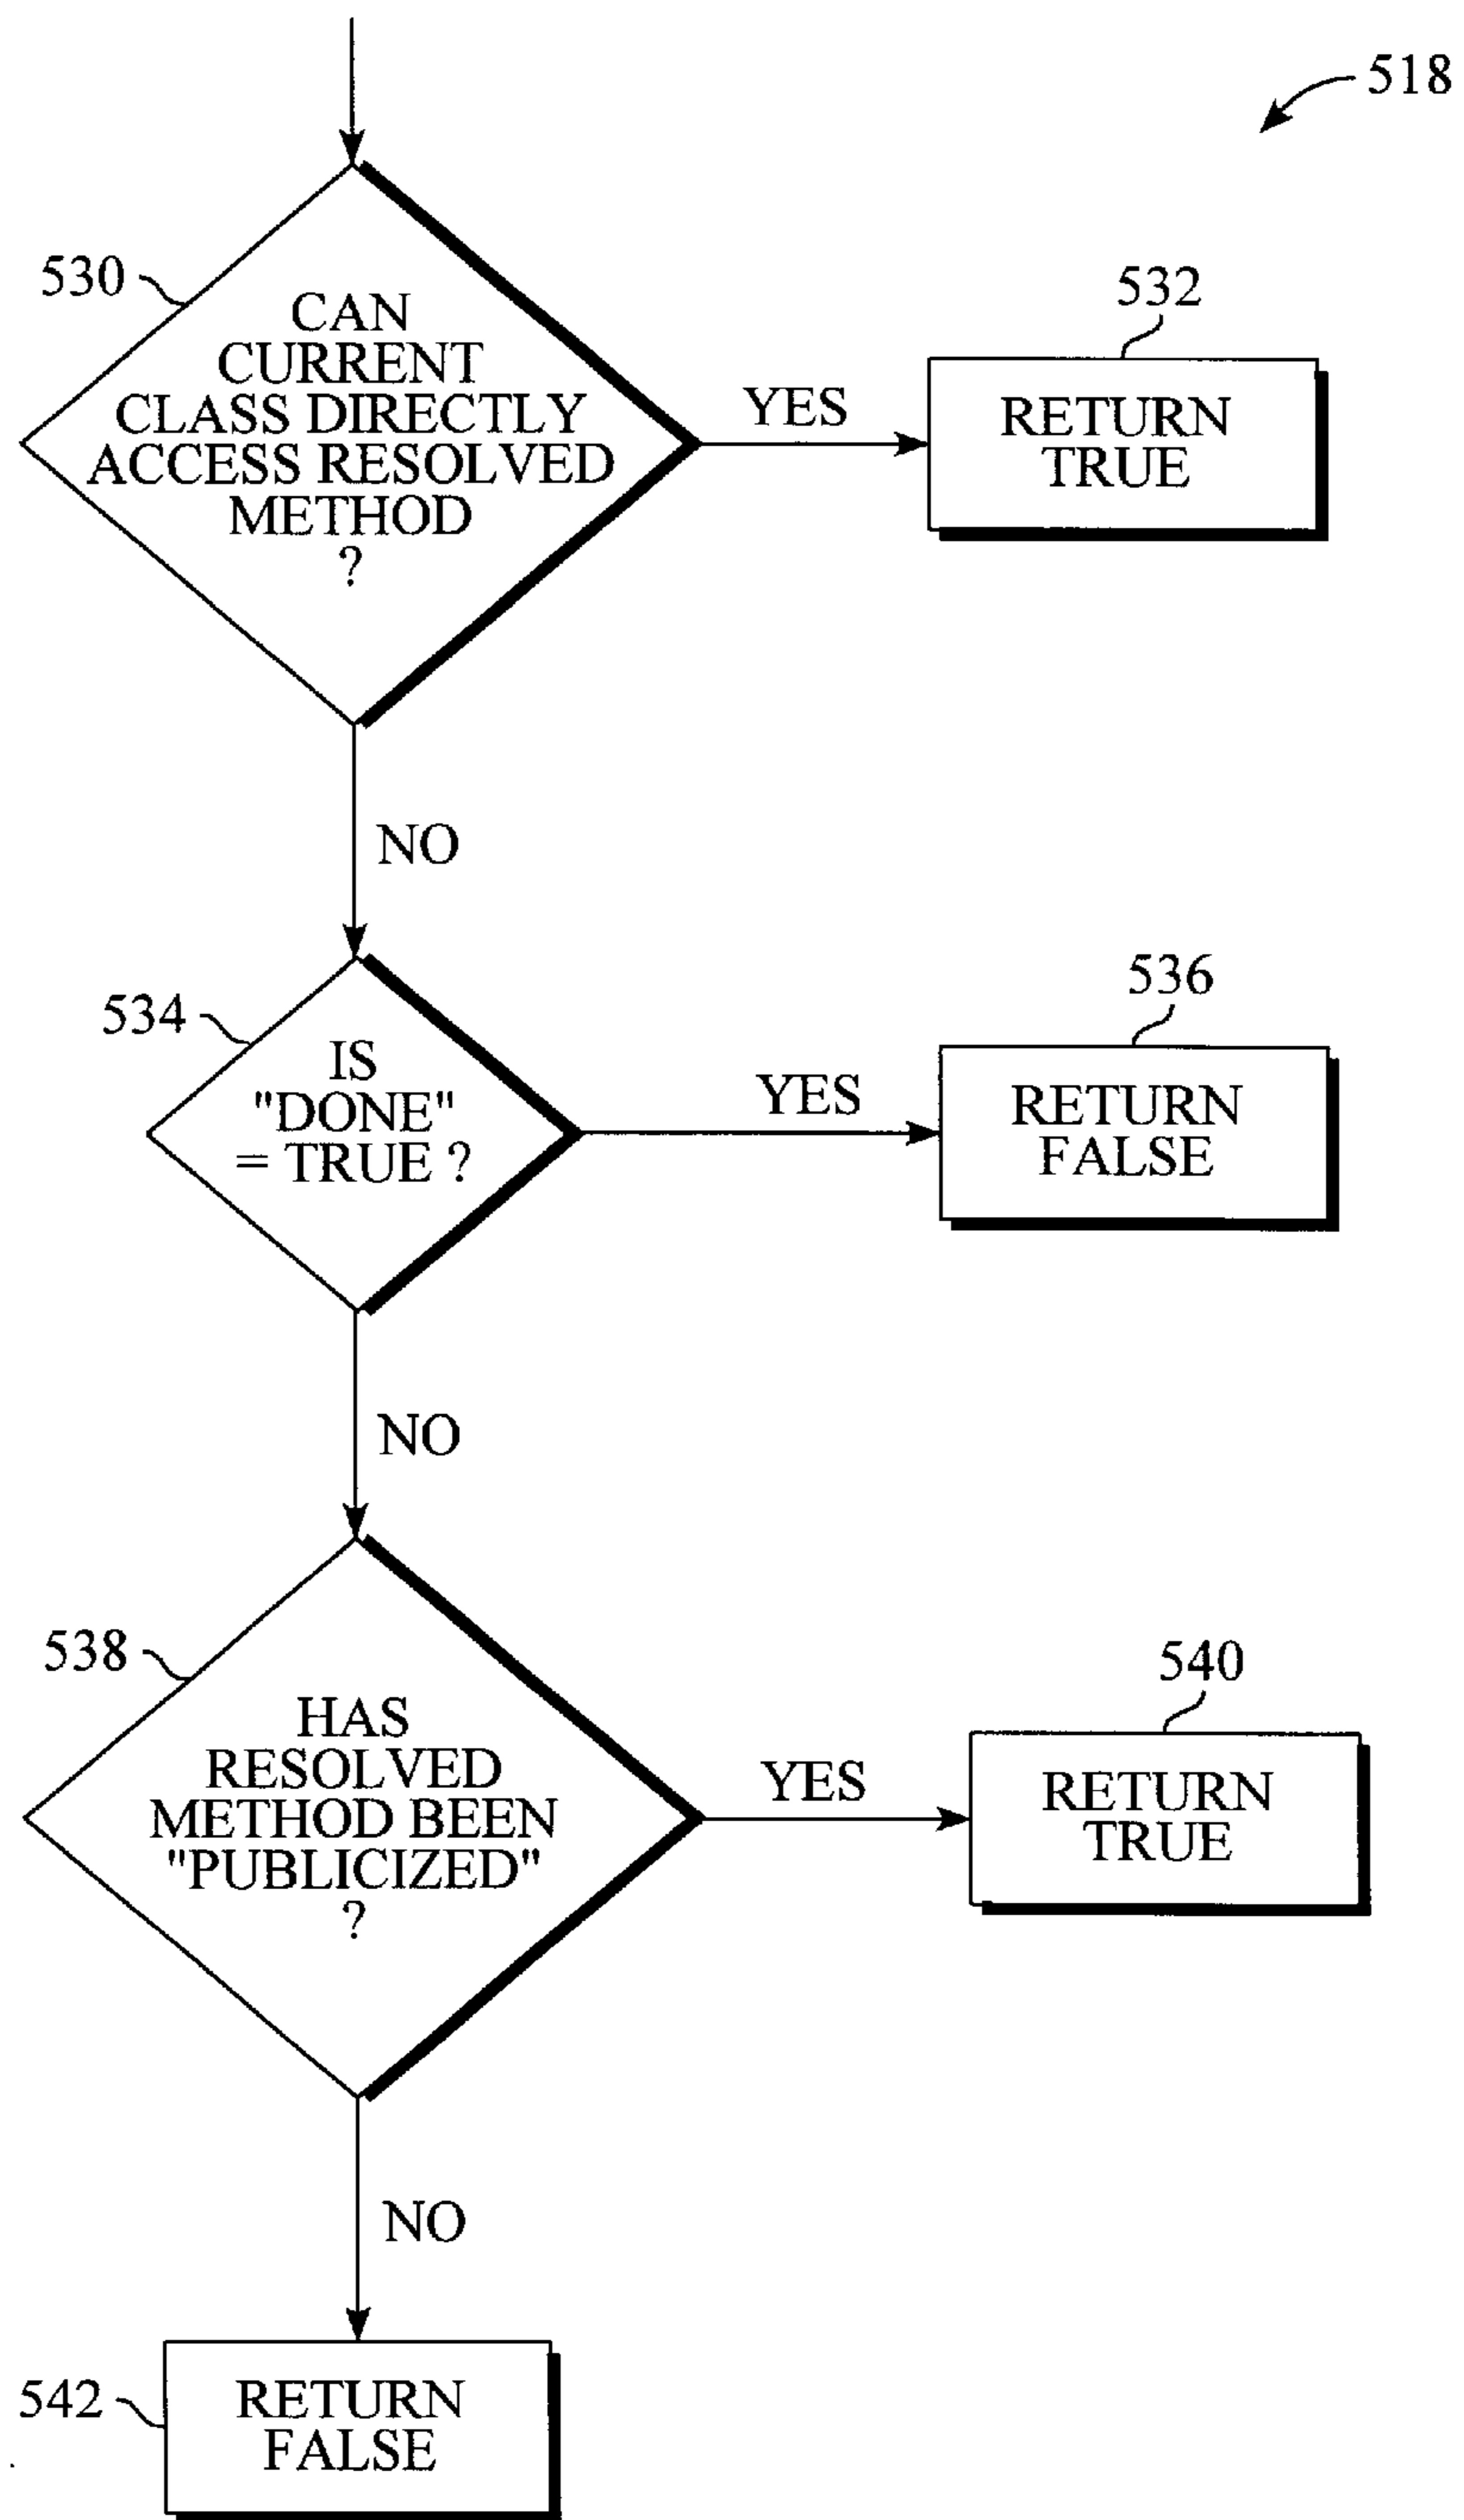 518
530
CAN
CURRENT
CLASS DIRECTLY
ACCESS RESOLVED
METHOD
?
YES
532
RETURN
TRUE
NO
534
IS
"DONE"
= TRUE ?
YES
536
RETURN
FALSE
NO
538
HAS
RESOLVED
METHOD BEEN
"PUBLICIZED"
?
YES
540
RETURN
TRUE
NO
542
RETURN
FALSE